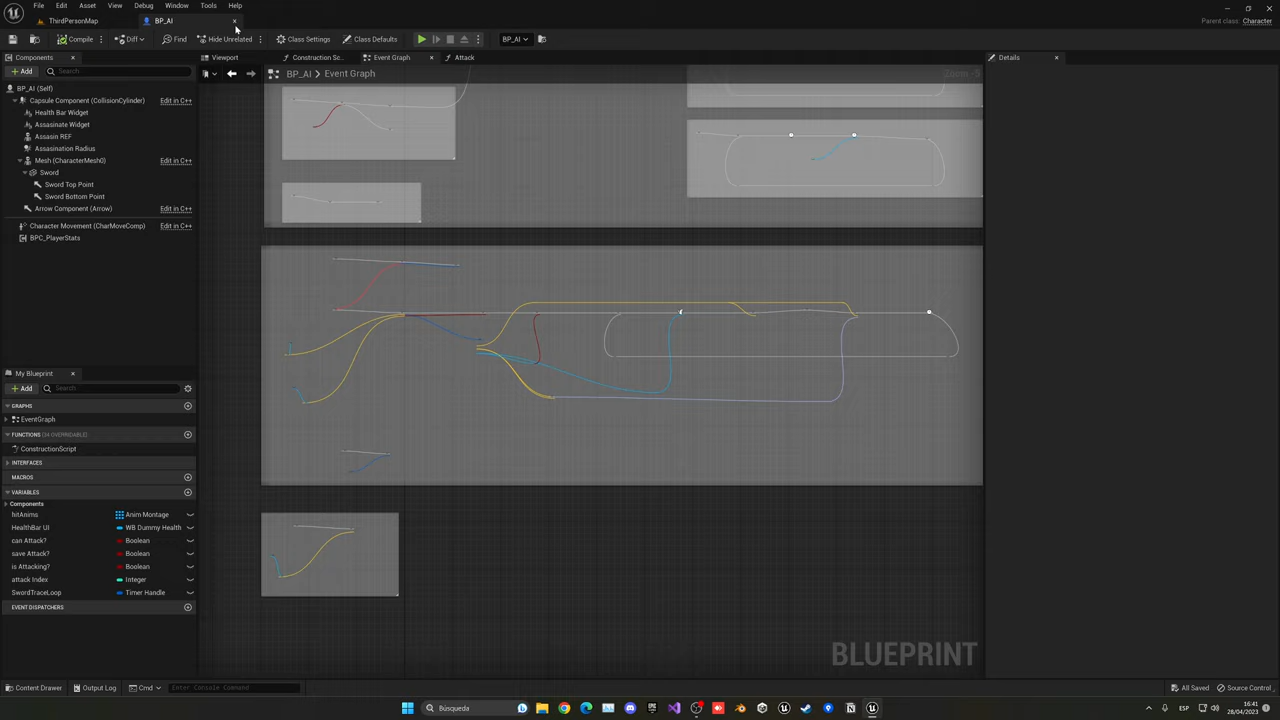 File Edit Asset View Debug Window Tools Help
ThirdPersonMap
BP_AI
Parent class: Character
Compile Diff Find Hide Unrelated Class Settings Class Defaults BP_AI
Components
Viewport
Construction Sc...
Event Graph
Attack
Details
Add
Search
BP_AI > Event Graph
Zoom -5
BP_AI (Self)
Capsule Component (CollisionCylinder) Edit in C++
Health Bar Widget
Assasinate Widget
Assasin REF
Assasination Radius
Mesh (CharacterMesh0) Edit in C++
Sword
Sword Top Point
Sword Bottom Point
Arrow Component (Arrow) Edit in C++
Character Movement (CharMoveComp) Edit in C++
BPC_PlayerStats
My Blueprint
Add
Search
GRAPHS
EventGraph
FUNCTIONS (34 OVERRIDABLE)
ConstructionScript
INTERFACES
MACROS
VARIABLES
Components
hitAnims Anim Montage
HealthBar UI WB Dummy Health
can Attack? Boolean
save Attack? Boolean
is Attacking? Boolean
attack Index Integer
SwordTraceLoop Timer Handle
EVENT DISPATCHERS
BLUEPRINT
Content Drawer Output Log Cmd Enter Console Command All Saved Source Control
Búsqueda
ESP
16:41
28/04/2023